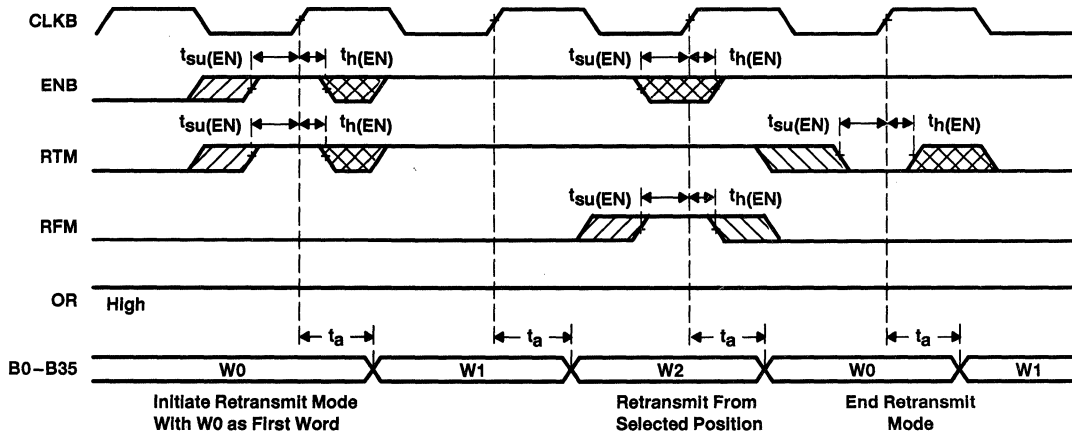 CLKB
tsu(EN) th(EN) tsu(EN) th(EN)
ENB
tsu(EN) th(EN) tsu(EN) th(EN)
RTM
tsu(EN) th(EN)
RFM
OR High
ta ta ta ta
B0~B35 W0 W1 W2 W0 W1
Initiate Retransmit Mode
With W0 as First Word
Retransmit From
Selected Position
End Retransmit
Mode